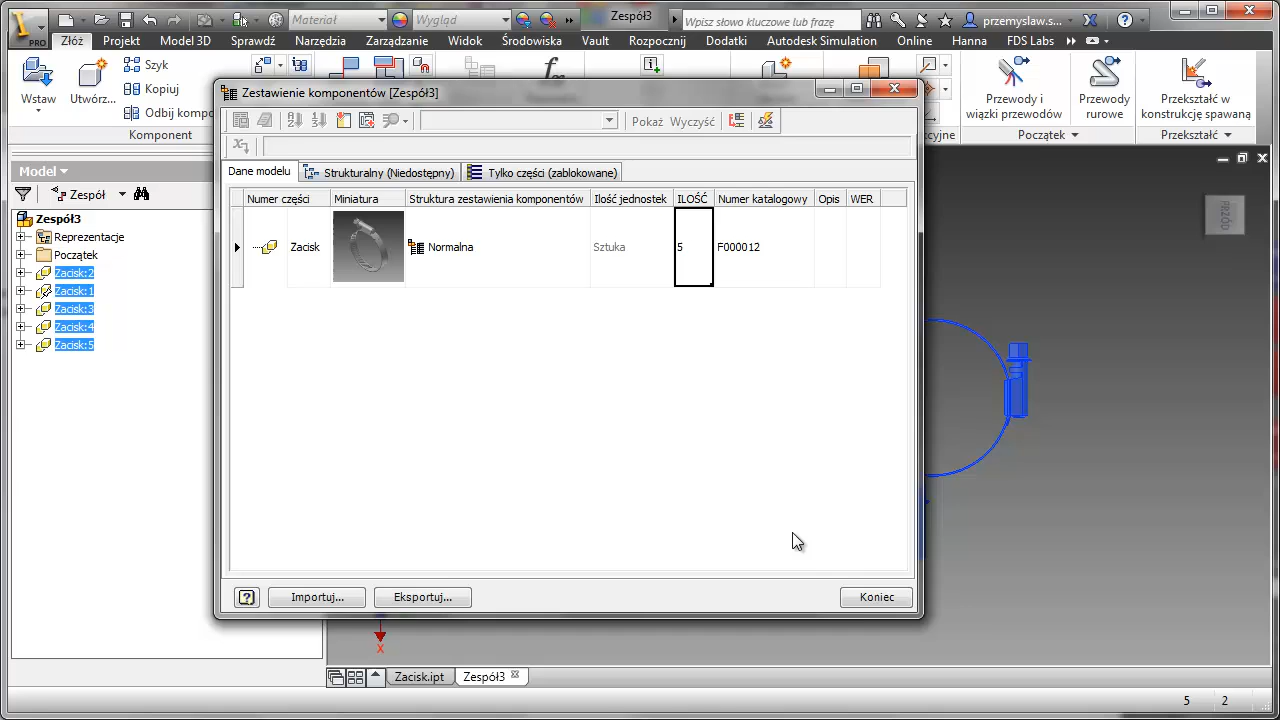 PRO
Materiał
Wygląd
Zespół3
Wpisz słowo kluczowe lub frazę
przemyslaw.s...
Złóż Projekt Model 3D Sprawdź Narzędzia Zarządzanie Widok Środowiska Vault Rozpocznij Dodatki Autodesk Simulation Online Hanna FDS Labs
Wstaw
Utwórz...
Szyk
Kopiuj
Odbij kompo
Komponent
Przewody i
wiązki przewodów
Przewody
rurowe
Początek
Przekształć w
konstrukcję spawaną
Przekształć
Zestawienie komponentów [Zespół3]
Pokaż Wyczyść
Dane modelu
Strukturalny (Niedostępny)
Tylko części (zablokowane)
Numer części Miniatura Struktura zestawienia komponentów Ilość jednostek ILOŚĆ Numer katalogowy Opis WER
Zacisk Normalna Sztuka 5 F000012
Importuj... Eksportuj... Koniec
Model
Zespół
Zespół3
Reprezentacje
Początek
Zacisk:2
Zacisk:1
Zacisk:3
Zacisk:4
Zacisk:5
PRZÓD
X
Zacisk.ipt
Zespół3
5 2